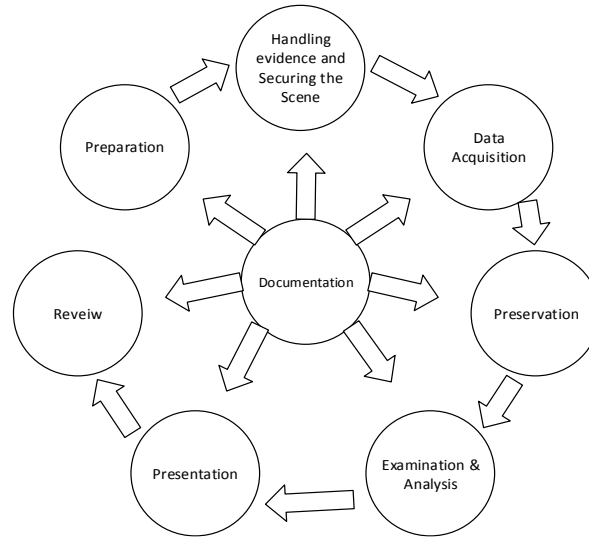 Handling
evidence and
Securing the
Scene
Preparation
Data
Acquisition
Documentation
Reveiw
Preservation
Presentation
Examination &
Analysis